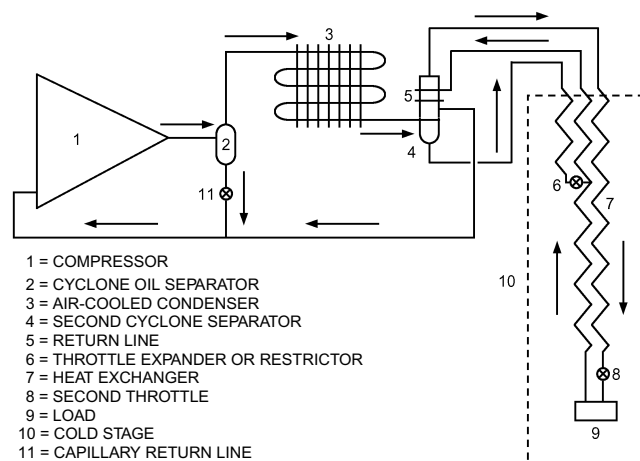 3
1
2
5
4
11
6
7
10
8
9
1 = COMPRESSOR
2 = CYCLONE OIL SEPARATOR
3 = AIR-COOLED CONDENSER
4 = SECOND CYCLONE SEPARATOR
5 = RETURN LINE
6 = THROTTLE EXPANDER OR RESTRICTOR
7 = HEAT EXCHANGER
8 = SECOND THROTTLE
9 = LOAD
10 = COLD STAGE
11 = CAPILLARY RETURN LINE